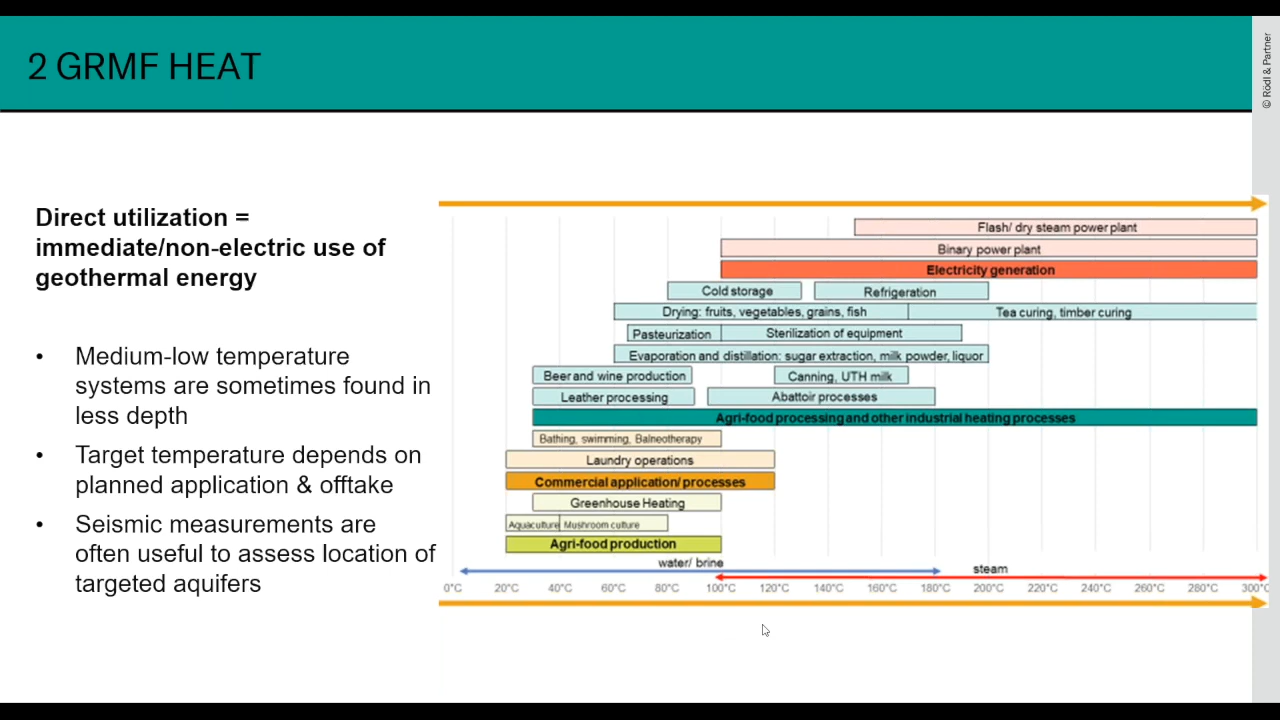 2 GRMF HEAT
© Rödl & Partner
Direct utilization =
immediate/non-electric use of
geothermal energy
• Medium-low temperature
systems are sometimes found in
less depth
• Target temperature depends on
planned application & offtake
• Seismic measurements are
often useful to assess location of
targeted aquifers
Flash/ dry steam power plant
Binary power plant
Electricity generation
Cold storage Refrigeration
Drying: fruits, vegetables, grains, fish Tea curing, timber curing
Pasteurization Sterilization of equipment
Evaporation and distillation: sugar extraction, milk powder, liquor
Beer and wine production Canning, UTH milk
Leather processing Abattoir processes
Agri-food processing and other industrial heating processes
Bathing, swimming, Balneotherapy
Laundry operations
Commercial application/ processes
Greenhouse Heating
Aquaculture Mushroom culture
Agri-food production
water/ brine steam
0°C 20°C 40°C 60°C 80°C 100°C 120°C 140°C 160°C 180°C 200°C 220°C 240°C 260°C 280°C 300°C